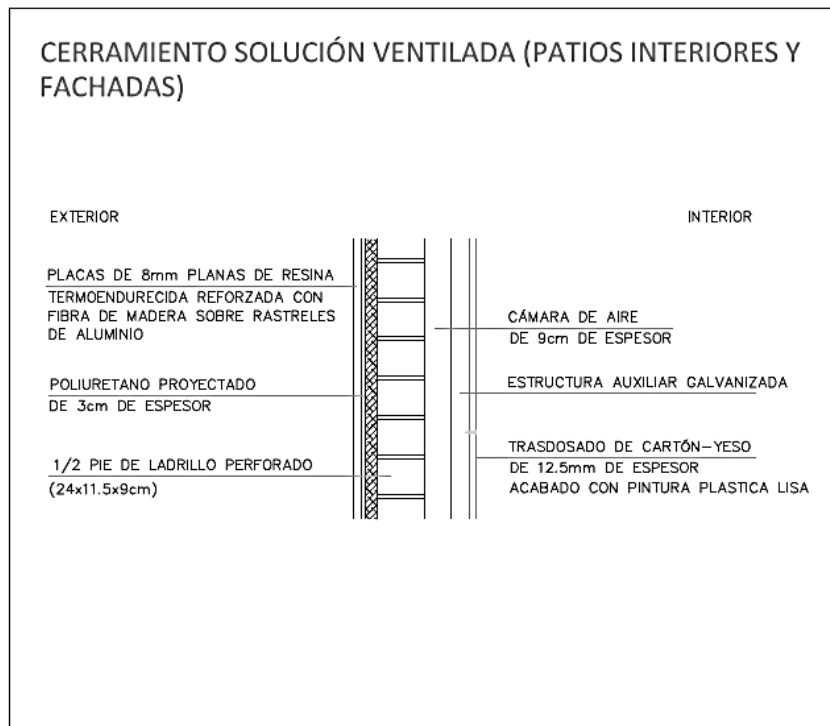 CERRAMIENTO SOLUCIÓN VENTILADA (PATIOS INTERIORES Y
FACHADAS)
EXTERIOR
INTERIOR
PLACAS DE 8mm PLANAS DE RESINA
TERMOENDURECIDA REFORZADA CON
FIBRA DE MADERA SOBRE RASTRELES
DE ALUMINIO
POLIURETANO PROYECTADO
DE 3cm DE ESPESOR
1/2 PIE DE LADRILLO PERFORADO
(24x11.5x9cm)
CÁMARA DE AIRE
DE 9cm DE ESPESOR
ESTRUCTURA AUXILIAR GALVANIZADA
TRASDOSADO DE CARTÓN-YESO
DE 12.5mm DE ESPESOR
ACABADO CON PINTURA PLASTICA LISA